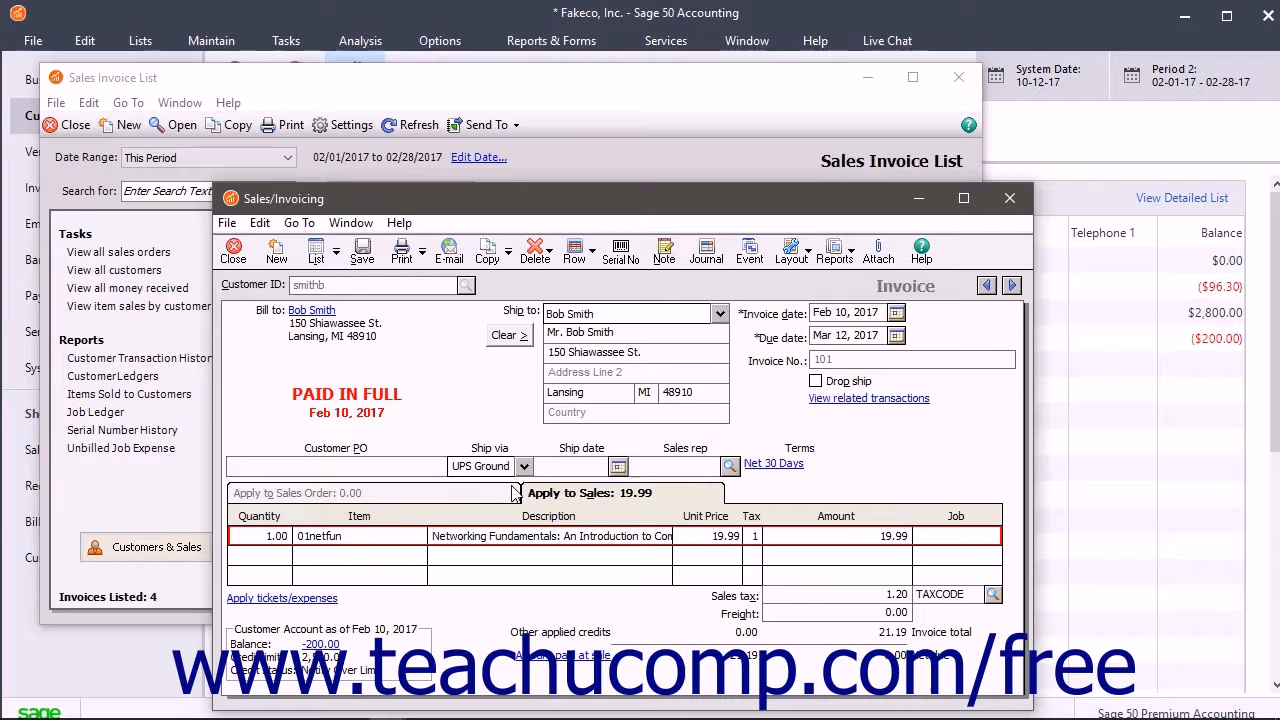 * Fakeco, Inc. - Sage 50 Accounting
File Edit Lists Maintain Tasks Analysis Options Reports & Forms Services Window Help Live Chat
System Date:
10-12-17
Period 2:
02-01-17 - 02-28-17
Sales Invoice List
File Edit Go To Window Help
Close New Open Copy Print Settings Refresh Send To
Date Range: This Period 02/01/2017 to 02/28/2017 Edit Date...
Sales Invoice List
Search for: Enter Search Text
Tasks
View all sales orders
View all customers
View all money received
View item sales by customer
Reports
Customer Transaction Histor
Customer Ledgers
Items Sold to Customers
Job Ledger
Serial Number History
Unbilled Job Expense
Customers & Sales
Invoices Listed: 4
View Detailed List
Telephone 1 Balance
$0.00
($96.30)
$2,800.00
($200.00)
Sales/Invoicing
File Edit Go To Window Help
Close New List Save Print E-mail Copy Delete Row Serial No Note Journal Event Layout Reports Attach Help
Customer ID: smithb
Invoice
Bill to: Bob Smith
150 Shiawassee St.
Lansing, MI 48910
Clear >
Ship to: Bob Smith
Mr. Bob Smith
150 Shiawassee St.
Address Line 2
Lansing MI 48910
Country
*Invoice date: Feb 10, 2017
*Due date: Mar 12, 2017
Invoice No.: 101
Drop ship
View related transactions
PAID IN FULL
Feb 10, 2017
Customer PO Ship via Ship date Sales rep Terms
UPS Ground Net 30 Days
Apply to Sales Order: 0.00 Apply to Sales: 19.99
Quantity Item Description Unit Price Tax Amount Job
1.00 01netfun Networking Fundamentals: An Introduction to Com 19.99 1 19.99
Apply tickets/expenses
Sales tax: 1.20 TAXCODE
Freight: 0.00
Customer Account as of Feb 10, 2017
Other applied credits 0.00 21.19 Invoice total
Balance: -200.00
www.teachucomp.com/free
sage
Sage 50 Premium Accounting